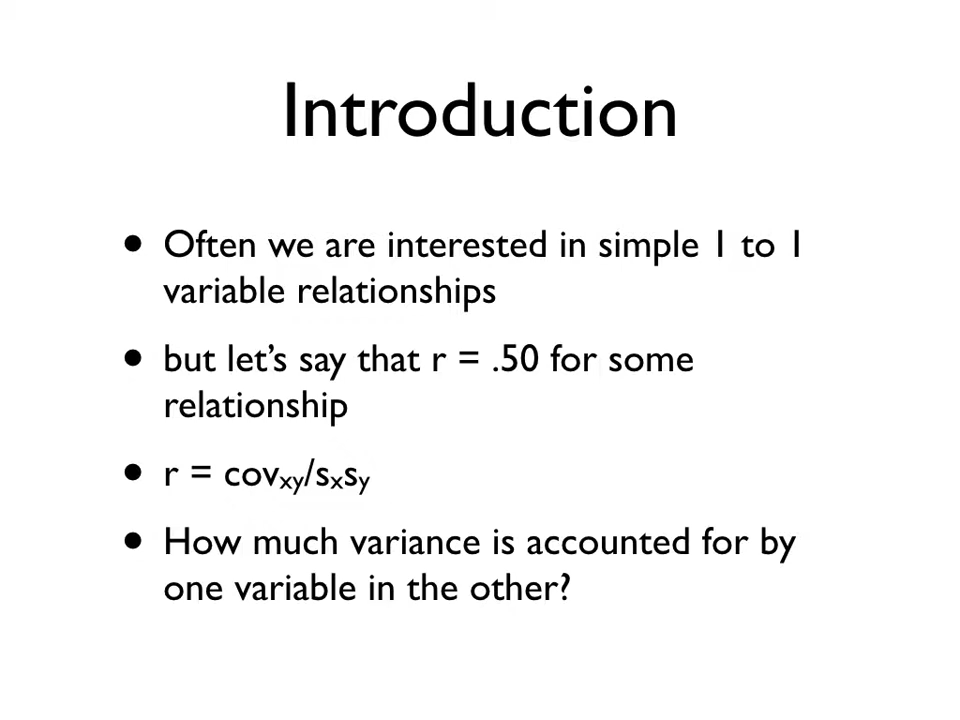 Introduction
• Often we are interested in simple 1 to 1
variable relationships
• but let’s say that r = .50 for some
relationship
• r = covxy/sxsy
• How much variance is accounted for by
one variable in the other?